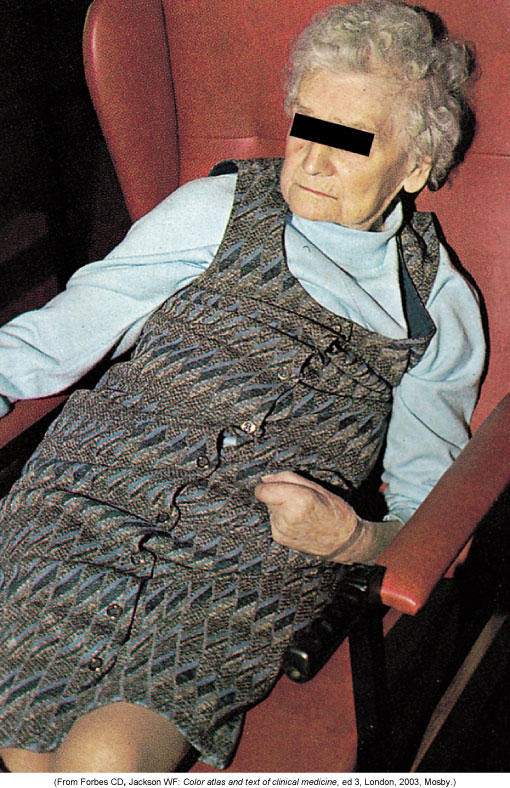 (From Forbes CD, Jackson WF: Color atlas and text of clinical medicine, ed 3, London, 2003, Mosby.)